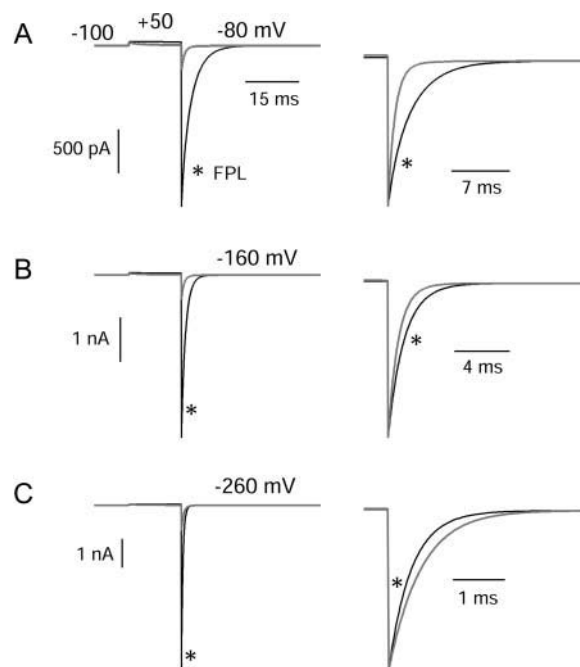 A
-100 +50 -80 mV
15 ms
500 pA
* FPL
*
7 ms
B
-160 mV
1 nA
*
*
4 ms
C
-260 mV
1 nA
*
*
1 ms